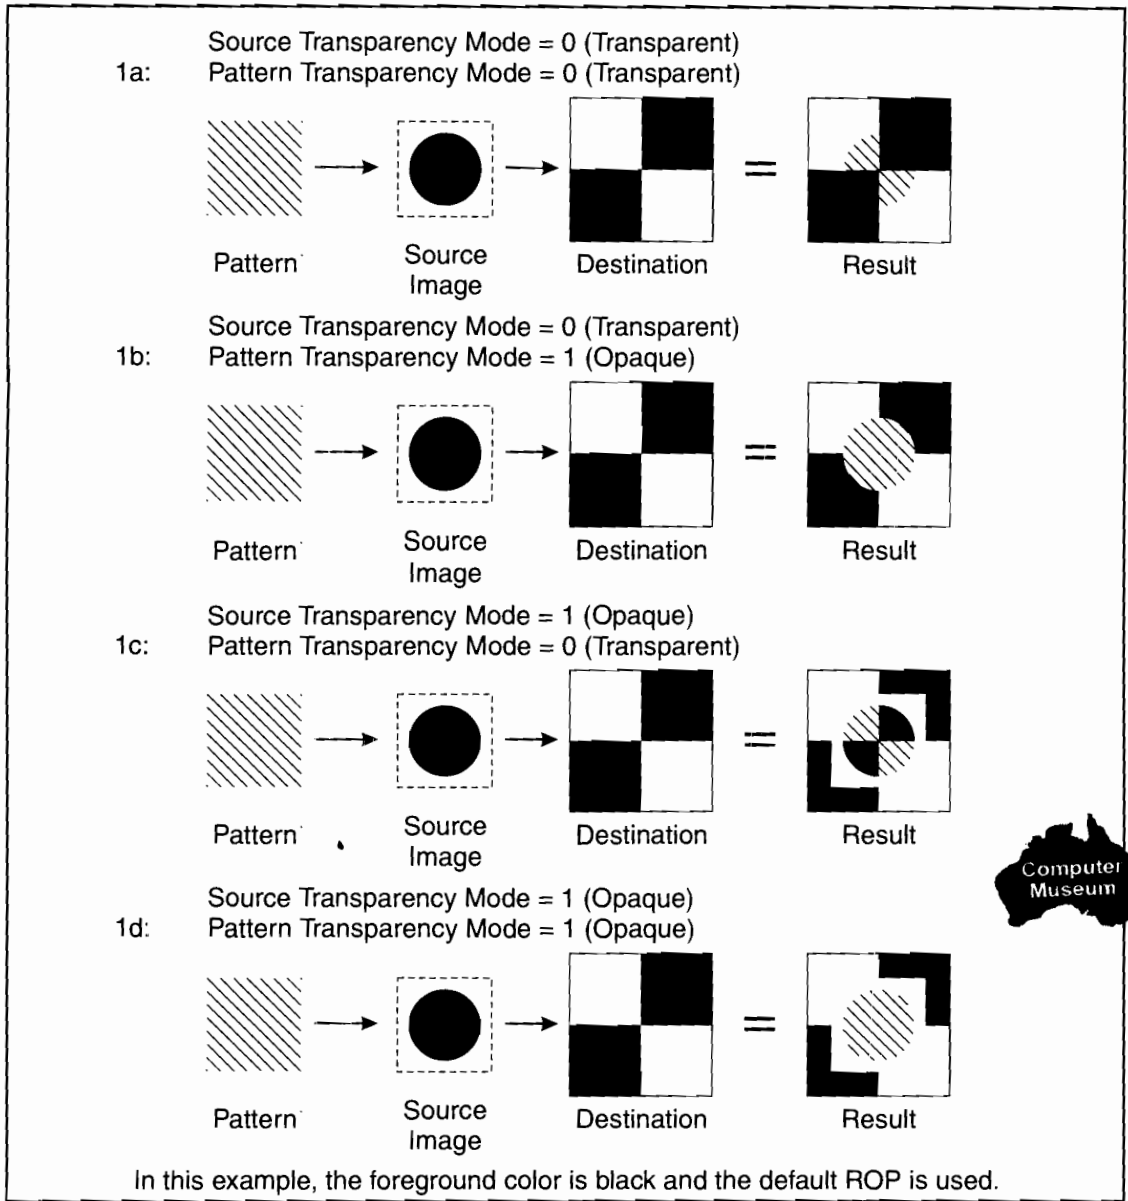 Source Transparency Mode = 0 (Transparent)
1a: Pattern Transparency Mode = 0 (Transparent)
Pattern
Source
Image
Destination
=
Result
Source Transparency Mode = 0 (Transparent)
1b: Pattern Transparency Mode = 1 (Opaque)
Pattern
Source
Image
Destination
=
Result
Source Transparency Mode = 1 (Opaque)
1c: Pattern Transparency Mode = 0 (Transparent)
Pattern
Source
Image
Destination
=
Result
Computer
Museum
Source Transparency Mode = 1 (Opaque)
1d: Pattern Transparency Mode = 1 (Opaque)
Pattern
Source
Image
Destination
=
Result
In this example, the foreground color is black and the default ROP is used.